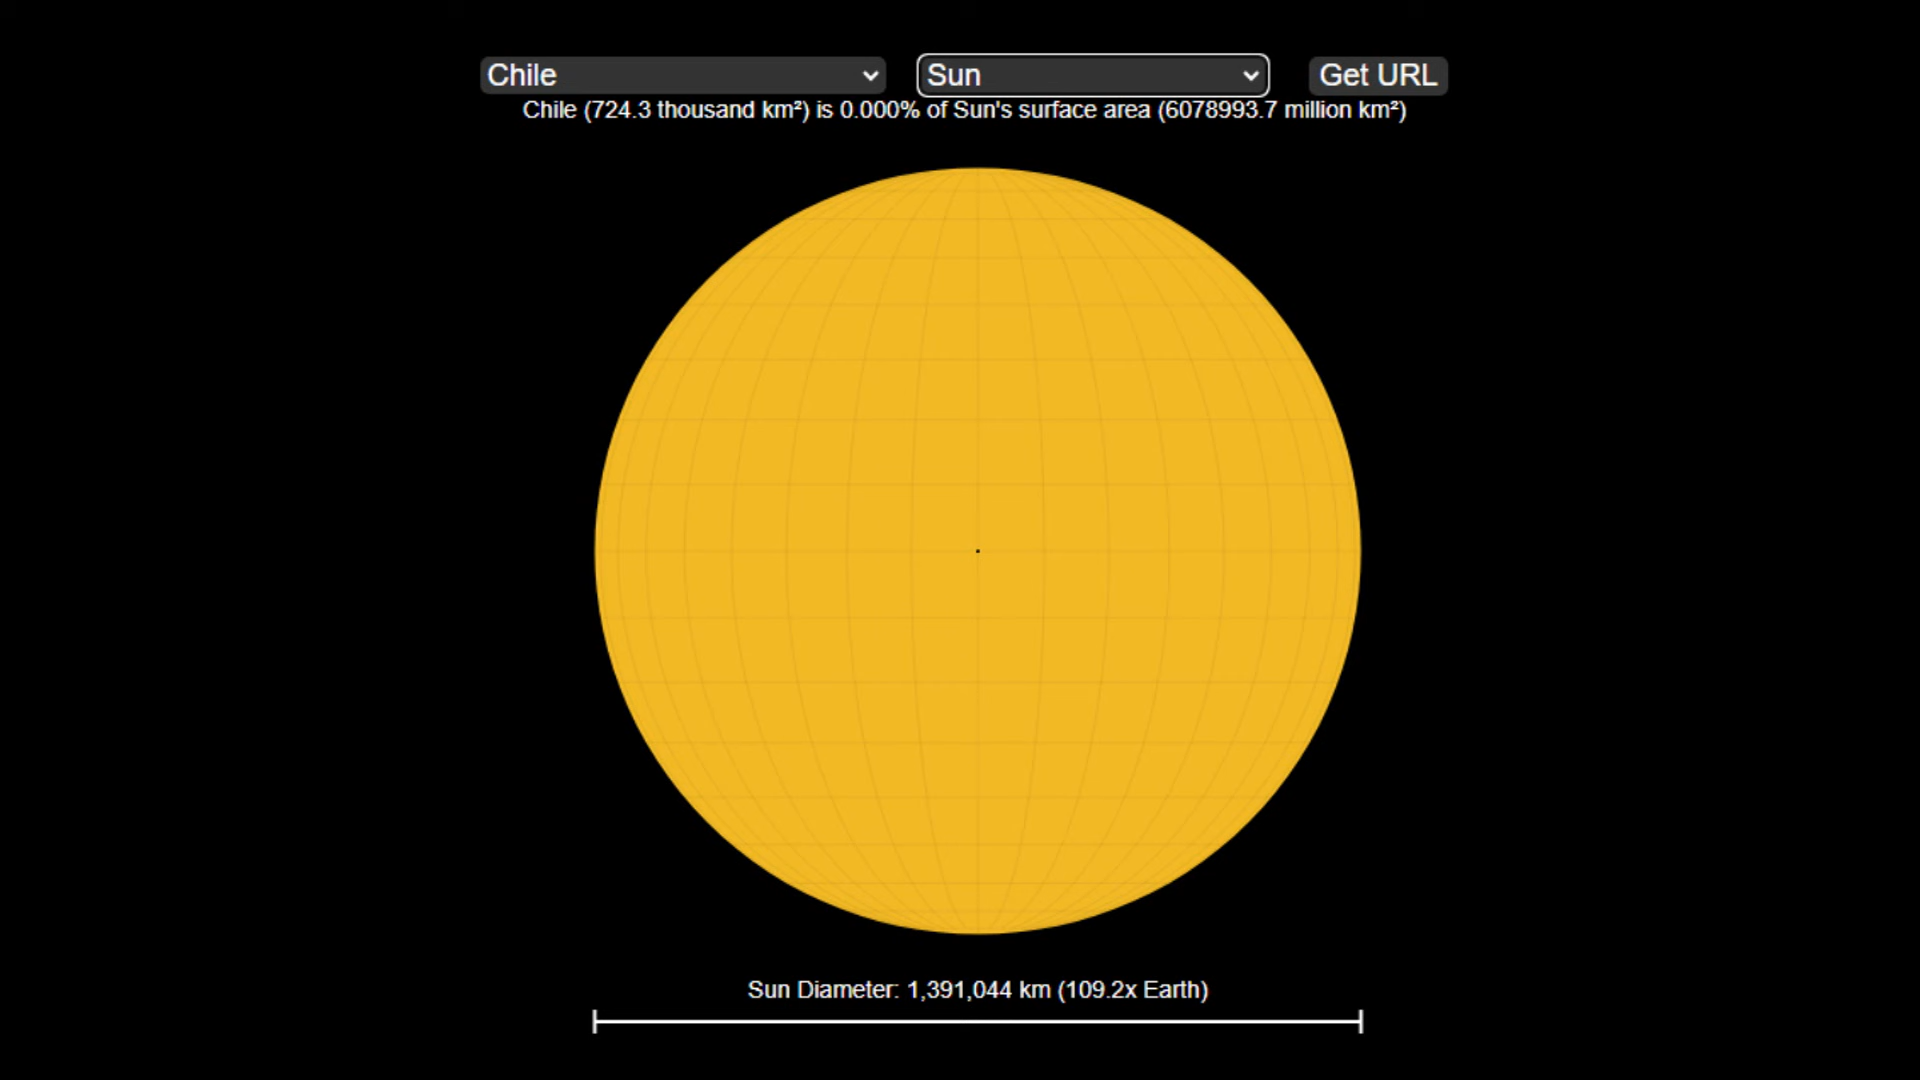 Chile
Sun
Get URL
Chile (724.3 thousand km²) is 0.000% of Sun's surface area (6078993.7 million km²)
Sun Diameter: 1,391,044 km (109.2x Earth)